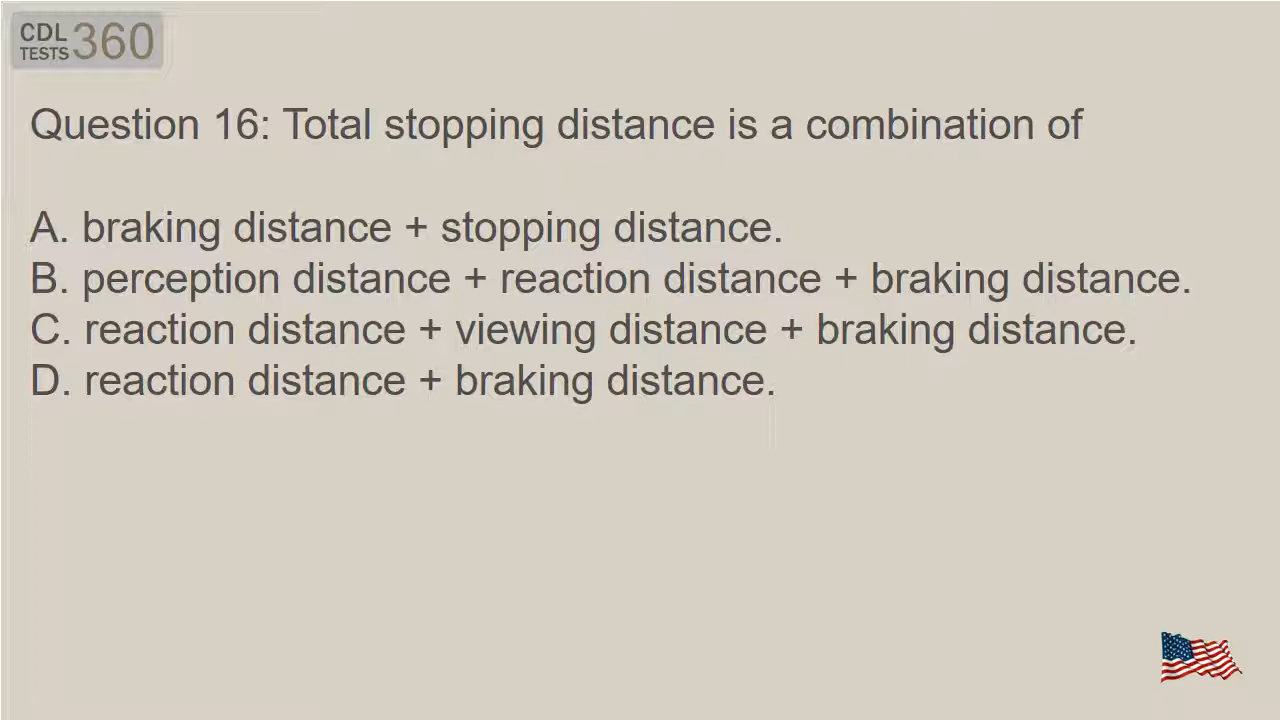 CDL
TESTS 360
Question 16: Total stopping distance is a combination of
A. braking distance + stopping distance.
B. perception distance + reaction distance + braking distance.
C. reaction distance + viewing distance + braking distance.
D. reaction distance + braking distance.